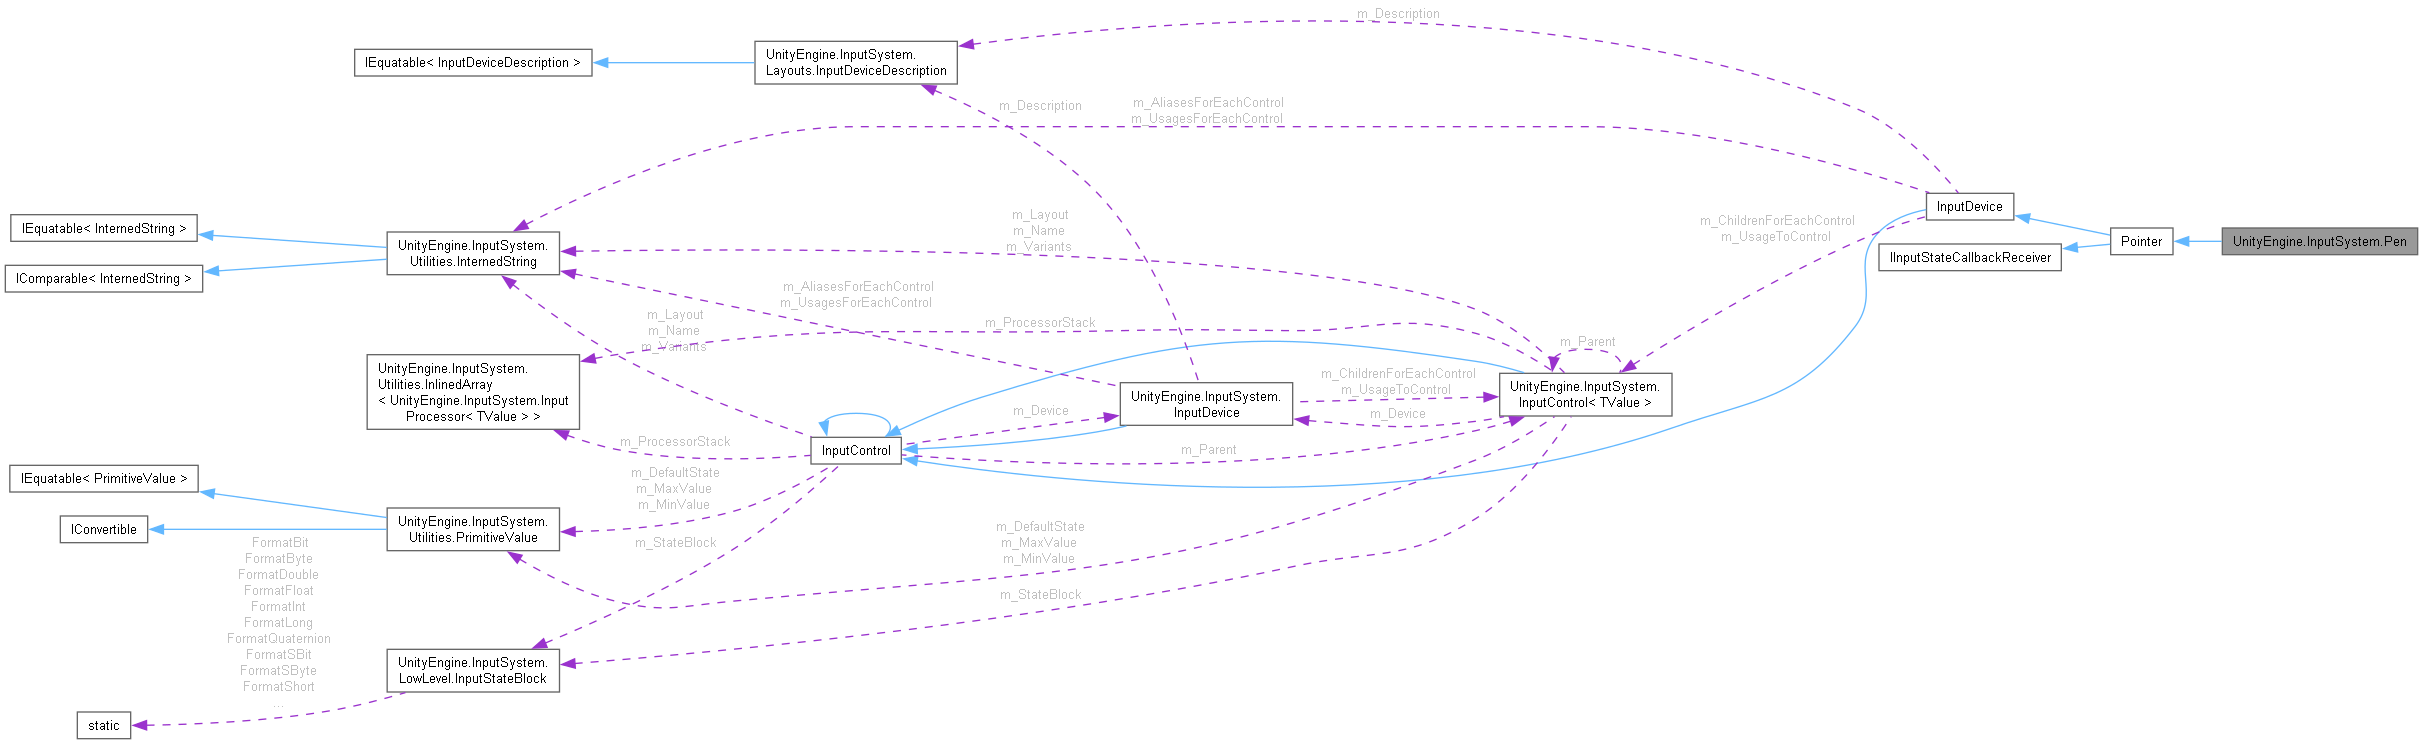 m_Description
UnityEngine.InputSystem.
Layouts.InputDeviceDescription
IEquatable< InputDeviceDescription >
m_Description
m_AliasesForEachControl
m_UsagesForEachControl
InputDevice
IEquatable< InternedString >
m_Layout
m_Name
m_Variants
m_ChildrenForEachControl
m_UsageToControl
Pointer
UnityEngine.InputSystem.Pen
UnityEngine.InputSystem.
Utilities.InternedString
IInputStateCallbackReceiver
IComparable< InternedString >
m_AliasesForEachControl
m_UsagesForEachControl
m_Layout
m_Name
m_Variants
m_ProcessorStack
m_Parent
UnityEngine.InputSystem.
Utilities.InlinedArray
< UnityEngine.InputSystem.Input
Processor< TValue > >
m_ChildrenForEachControl
m_UsageToControl
UnityEngine.InputSystem.
InputControl< TValue >
UnityEngine.InputSystem.
InputDevice
m_Device
m_Device
m_ProcessorStack
InputControl
m_Parent
IEquatable< PrimitiveValue >
m_DefaultState
m_MaxValue
m_MinValue
IConvertible
UnityEngine.InputSystem.
Utilities.PrimitiveValue
m_DefaultState
m_MaxValue
m_MinValue
m_StateBlock
FormatBit
FormatByte
FormatDouble
FormatFloat
FormatInt
FormatLong
FormatQuaternion
FormatSBit
FormatSByte
FormatShort
...
m_StateBlock
UnityEngine.InputSystem.
LowLevel.InputStateBlock
static